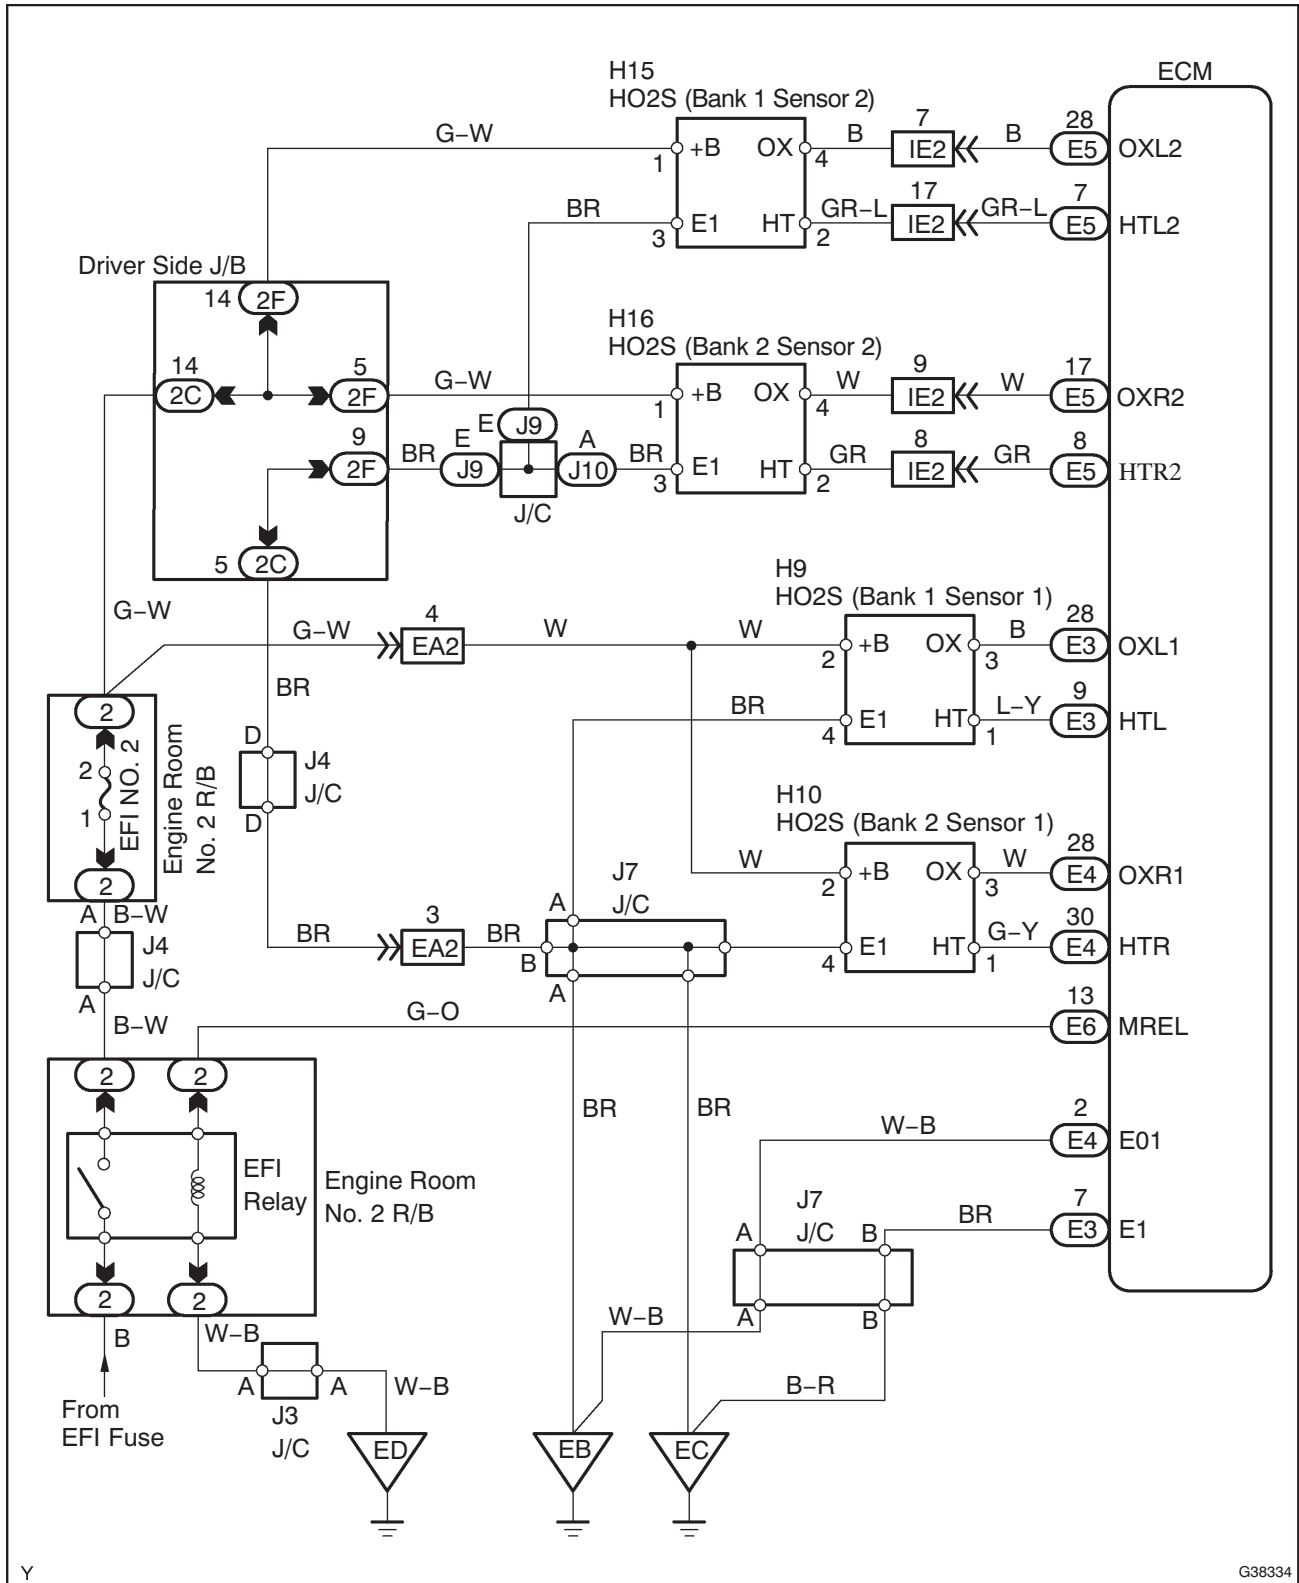 H15
HO2S (Bank 1 Sensor 2)
ECM
G–W
1
+B
OX
4
B
7
IE2
B
28
E5
OXL2
BR
3
E1
HT
2
GR–L
17
IE2
GR–L
7
E5
HTL2
Driver Side J/B
14
2F
14
2C
5
2F
9
2F
5
2C
H16
HO2S (Bank 2 Sensor 2)
G–W
1
+B
OX
4
W
9
IE2
W
17
E5
OXR2
BR
E
J9
E
J9
A
J10
J/C
BR
3
E1
HT
2
GR
8
IE2
GR
8
E5
HTR2
H9
HO2S (Bank 1 Sensor 1)
G–W
G–W
4
EA2
W
W
2
+B
OX
3
B
28
E3
OXL1
BR
BR
4
E1
HT
1
L–Y
9
E3
HTL
2
2
1
EFI NO. 2
2
Engine Room
No. 2 R/B
D
J4
J/C
D
H10
HO2S (Bank 2 Sensor 1)
W
2
+B
OX
3
W
28
E4
OXR1
BR
3
EA2
BR
J7
J/C
A
B
A
4
E1
HT
1
G–Y
30
E4
HTR
A
B–W
J4
J/C
A
B–W
G–O
13
E6
MREL
2
2
EFI
Relay
Engine Room
No. 2 R/B
2
2
BR
BR
W–B
2
E4
E01
J7
J/C
A
B
A
B
BR
7
E3
E1
B
From
EFI Fuse
W–B
A
A
J3
J/C
W–B
W–B
B–R
ED
EB
EC
Y
G38334